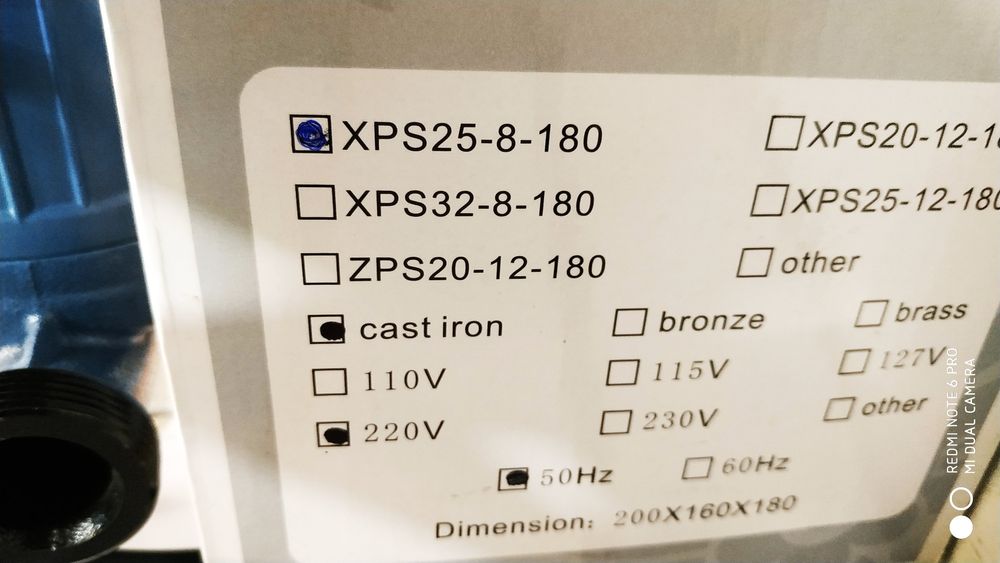 XPS25-8-180 XPS20-12-18
XPS32-8-180 XPS25-12-180
ZPS20-12-180 other
cast iron bronze brass
110V 115V 127V
220V 230V other
50Hz 60Hz
Dimension: 200X160X180
REDMI NOTE 6 PRO
MI DUAL CAMERA